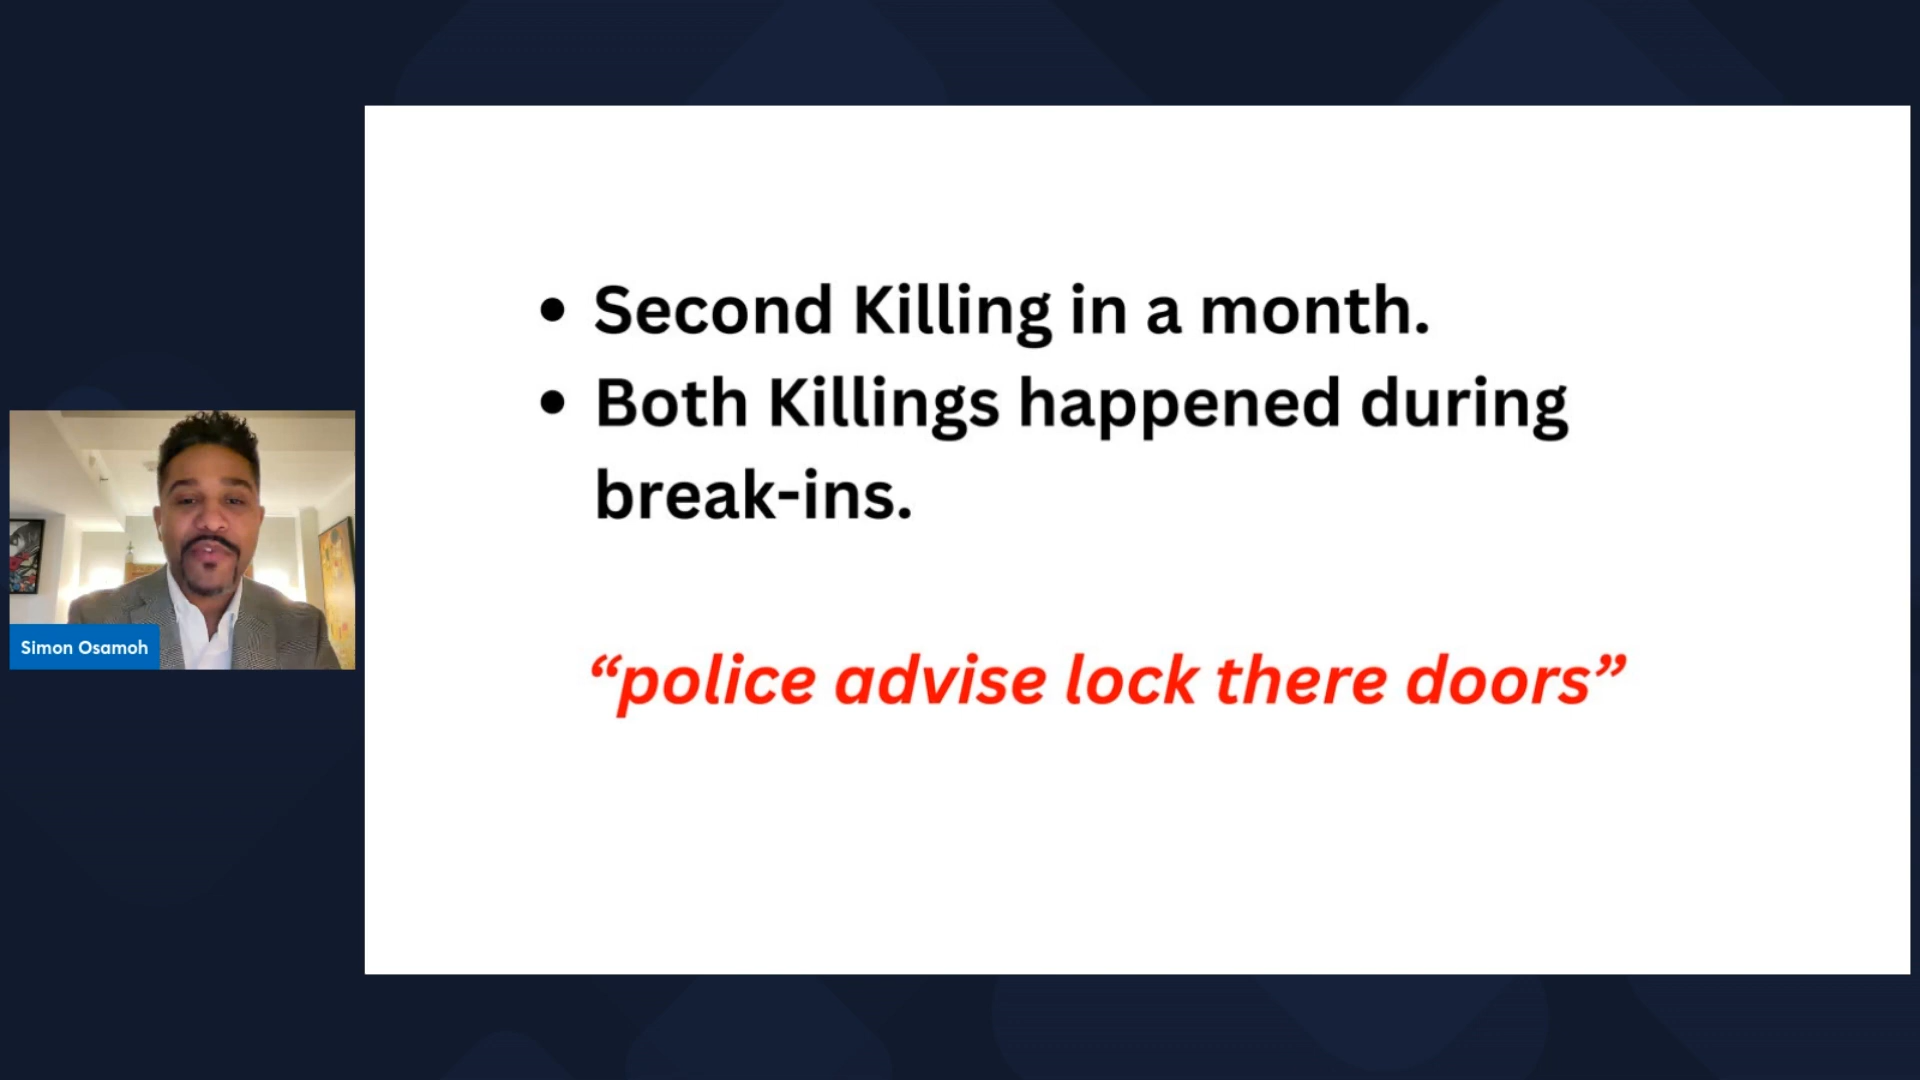 • Second Killing in a month.
• Both Killings happened during
break-ins.
“police advise lock there doors”
Simon Osamoh